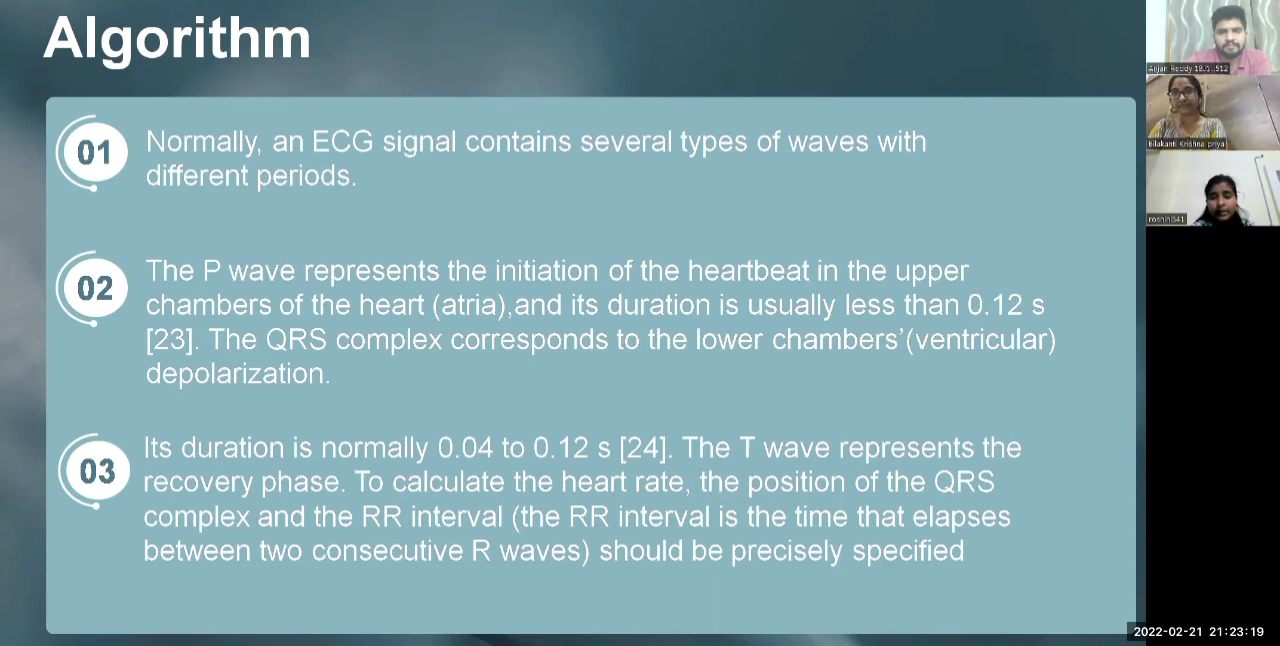 Algorithm
01
Normally, an ECG signal contains several types of waves with
different periods.
02
The P wave represents the initiation of the heartbeat in the upper
chambers of the heart (atria),and its duration is usually less than 0.12 s
[23]. The QRS complex corresponds to the lower chambers’(ventricular)
depolarization.
03
Its duration is normally 0.04 to 0.12 s [24]. The T wave represents the
recovery phase. To calculate the heart rate, the position of the QRS
complex and the RR interval (the RR interval is the time that elapses
between two consecutive R waves) should be precisely specified
Anjan Reddy
Krishna priya
2022-02-21 21:23:19